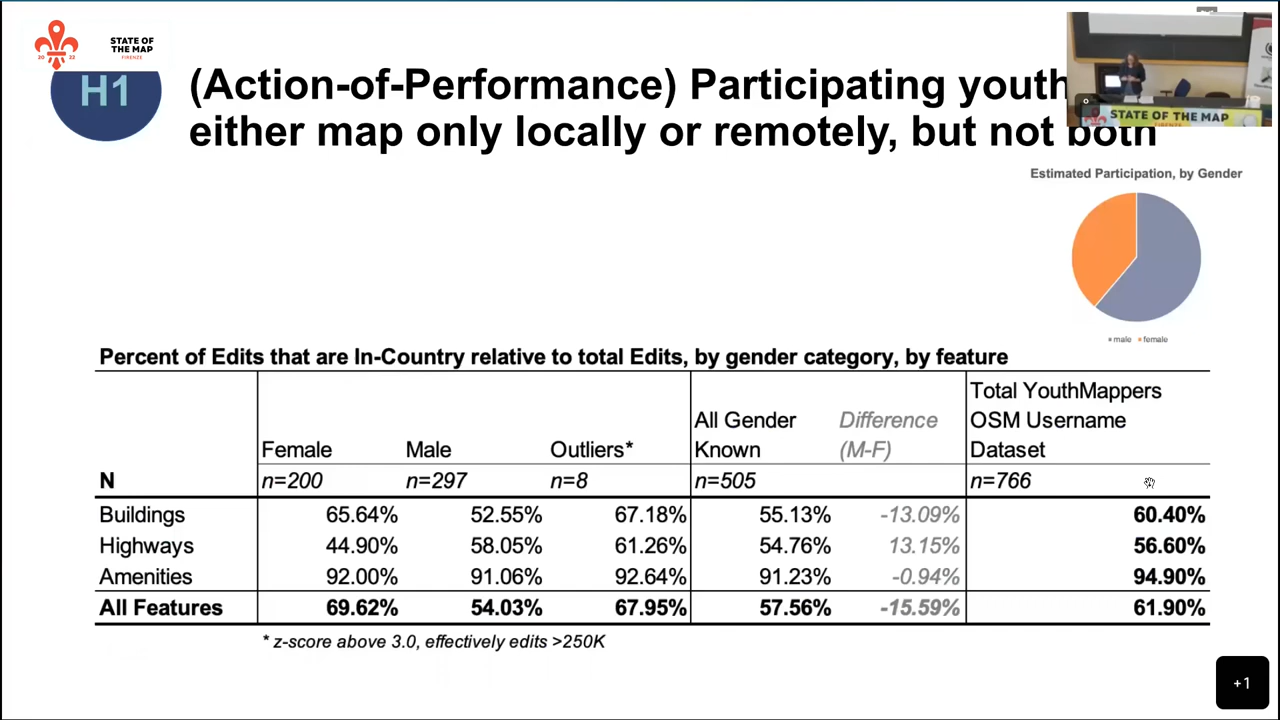 STATE OF THE MAP
FIRENZE
2022
H1
(Action-of-Performance) Participating youth
either map only locally or remotely, but not both
STATE OF THE MAP
FIRENZE
Estimated Participation, by Gender
male female
Percent of Edits that are In-Country relative to total Edits, by gender category, by feature
Female Male Outliers* All Gender Known Difference (M-F) Total YouthMappers OSM Username Dataset
N n=200 n=297 n=8 n=505 n=766
Buildings 65.64% 52.55% 67.18% 55.13% -13.09% 60.40%
Highways 44.90% 58.05% 61.26% 54.76% 13.15% 56.60%
Amenities 92.00% 91.06% 92.64% 91.23% -0.94% 94.90%
All Features 69.62% 54.03% 67.95% 57.56% -15.59% 61.90%
* z-score above 3.0, effectively edits >250K
+1